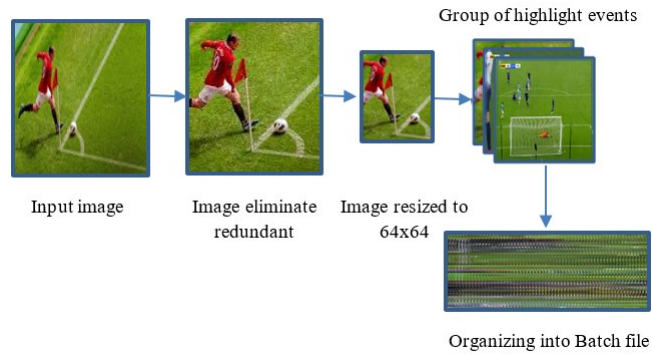 Group of highlight events
Input image
Image eliminate
redundant
Image resized to
64x64
Organizing into Batch file